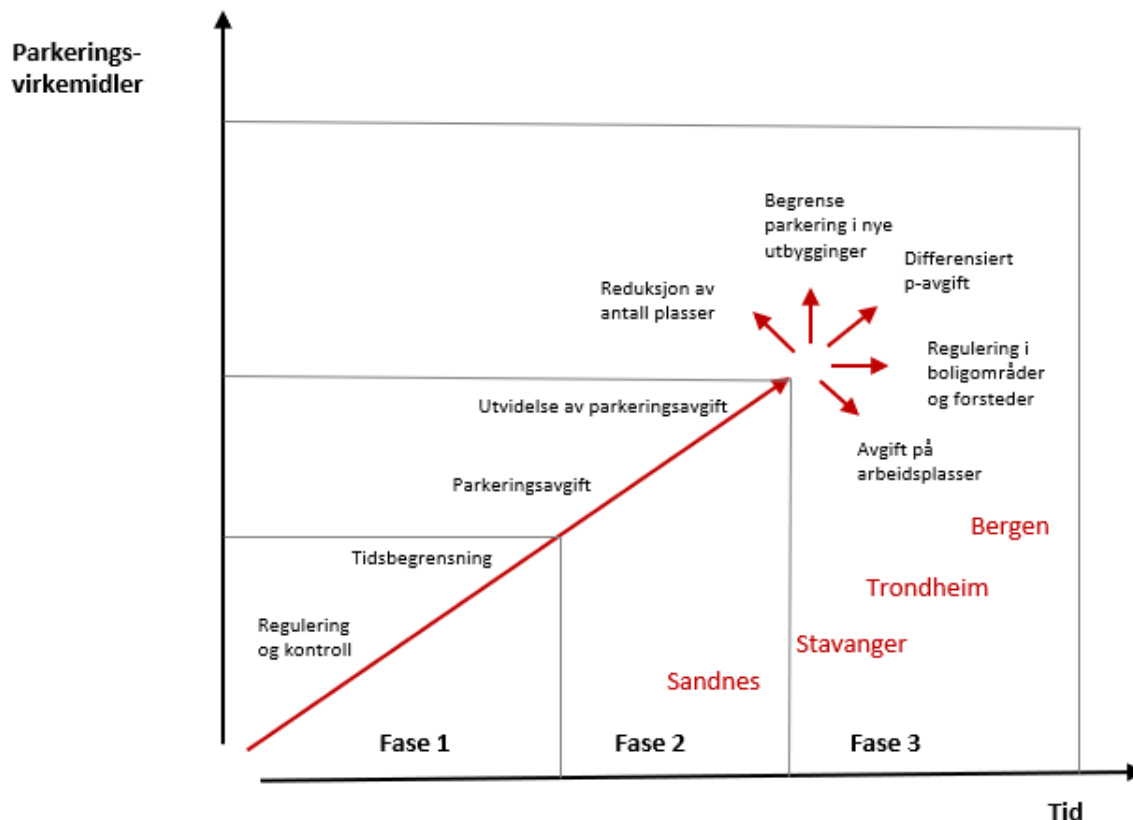 Parkerings-
virkemidler
Begrense
parkering i nye
utbygginger
Differensiert
p-avgift
Reduksjon av
antall plasser
Regulering i
boligområder
og forsteder
Utvidelse av parkeringsavgift
Avgift på
arbeidsplasser
Parkeringsavgift
Bergen
Tidsbegrensning
Trondheim
Regulering
og kontroll
Stavanger
Sandnes
Fase 1
Fase 2
Fase 3
Tid